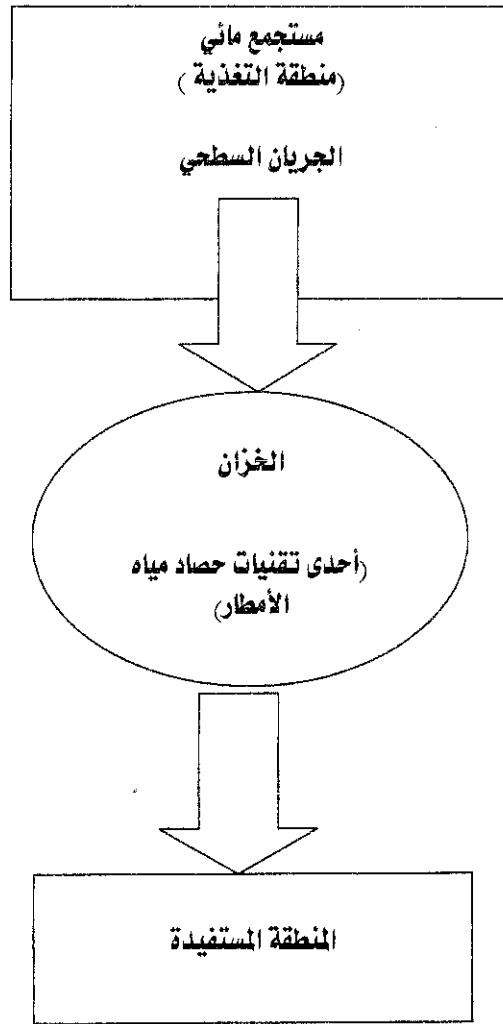 مستجمع مائي
(منطقة التغذية )
الجريان السطحي
الخزان
(أحدى تقنيات حصاد مياه
الأمطار)
المنطقة المستفيدة